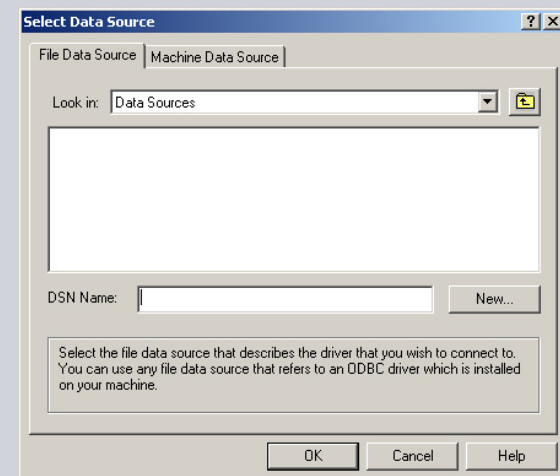 Select Data Source
File Data Source Machine Data Source
Look in: Data Sources
DSN Name: New...
Select the file data source that describes the driver that you wish to connect to.
You can use any file data source that refers to an ODBC driver which is installed
on your machine.
OK Cancel Help